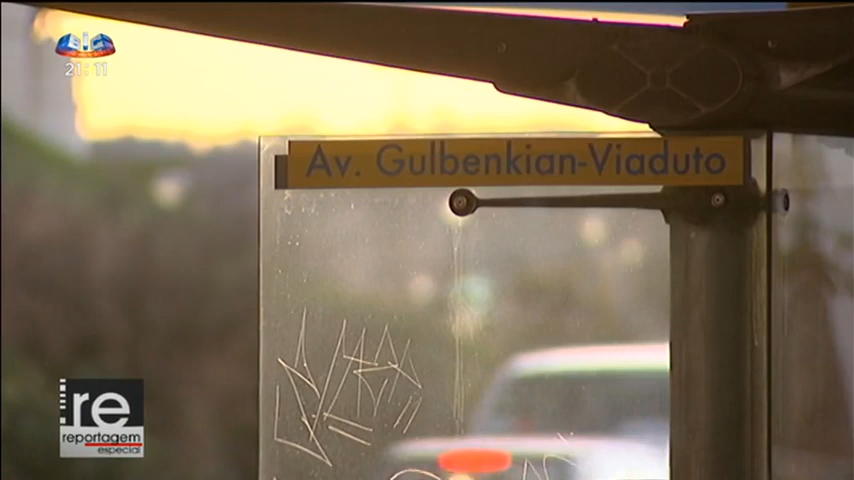 SIC
21:11
Av. Gulbenkian-Viaduto
re
reportagem
especial